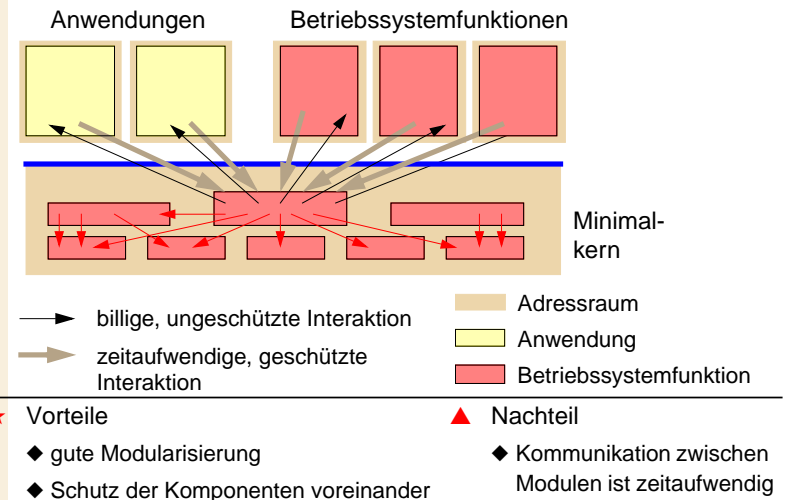 Anwendungen
Betriebssystemfunktionen
Minimal-
kern
billige, ungeschützte Interaktion
zeitaufwendige, geschützte
Interaktion
Adressraum
Anwendung
Betriebssystemfunktion
Vorteile
◆ gute Modularisierung
◆ Schutz der Komponenten voreinander
▲ Nachteil
◆ Kommunikation zwischen
Modulen ist zeitaufwendig